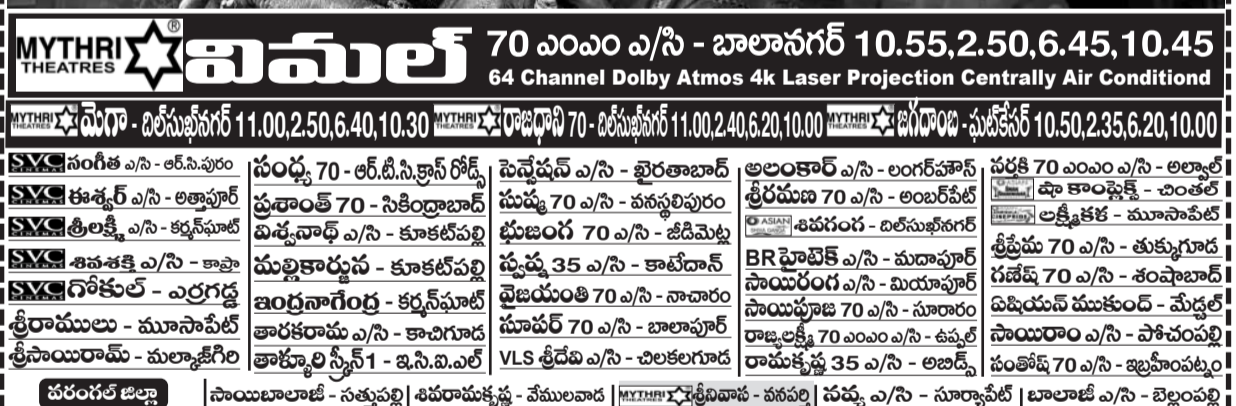 MYTHRI THEATRES ® విమల్ 70 ఎంఎం ఎ/సి - బాలానగర్ 10.55,2.50,6.45,10.45
64 Channel Dolby Atmos 4k Laser Projection Centrally Air Conditiond
MYTHRI THEATRES మెగా - దిల్‌సుఖ్‌నగర్ 11.00,2.50,6.40,10.30 MYTHRI THEATRES రాజధాని 70 - దిల్‌సుఖ్‌నగర్ 11.00,2.40,6.20,10.00 MYTHRI THEATRES జగదాంబ - ఘట్‌కేసర్ 10.50,2.35,6.20,10.00
SVC CINEMAS సంగీత ఎ/సి - ఆర్.సి.పురం
SVC CINEMAS ఈశ్వర్ ఎ/సి - అత్తాపూర్
SVC CINEMAS శ్రీలక్ష్మీ ఎ/సి - కర్మన్‌ఘాట్
SVC CINEMAS శివశక్తి ఎ/సి - కాప్రా
SVC CINEMAS గోకుల్ - ఎర్రగడ్డ
శ్రీరాములు - మూసాపేట్
శ్రీసాయిరామ్ - మల్కాజ్‌గిరి
సంధ్య 70 - ఆర్.టి.సి.క్రాస్ రోడ్స్
ప్రశాంత్ 70 - సికింద్రాబాద్
విశ్వనాథ్ ఎ/సి - కూకట్‌పల్లి
మల్లికార్జున - కూకట్‌పల్లి
ఇంద్రనాగేంద్ర - కర్మన్‌ఘాట్
తారకరామ ఎ/సి - కాచిగూడ
తాళ్ళూరి స్క్రీన్1 - ఇ.సి.ఐ.ఎల్
సెన్సేషన్ ఎ/సి - ఖైరతాబాద్
సుష్మ 70 ఎ/సి - వనస్థలిపురం
భుజంగ 70 ఎ/సి - జీడిమెట్ల
స్వప్న 35 ఎ/సి - కాటేదాన్
వైజయంతి 70 ఎ/సి - నాచారం
సూపర్ 70 ఎ/సి - బాలాపూర్
VLS శ్రీదేవి ఎ/సి - చిలకలగూడ
అలంకార్ ఎ/సి - లంగర్‌హౌస్
శ్రీరమణ 70 ఎ/సి - అంబర్‌పేట్
ASIAN శివగంగ - దిల్‌సుఖ్‌నగర్
BR హైటెక్ ఎ/సి - మదాపూర్
సాయిరంగ ఎ/సి - మియాపూర్
సాయిపూజ 70 ఎ/సి - సూరారం
రాజ్యలక్ష్మీ 70 ఎంఎం ఎ/సి - ఉప్పల్
రామకృష్ణ 35 ఎ/సి - అబిడ్స్
నర్తకి 70 ఎంఎం ఎ/సి - అల్వాల్
ASIAN షా కాంప్లెక్స్ - చింతల్
లక్ష్మీకళ - మూసాపేట్
శ్రీప్రేమ 70 ఎ/సి - తుక్కుగూడ
గణేష్ 70 ఎ/సి - శంషాబాద్
ఏషియన్ ముకుంద్ - మేడ్చల్
సాయిరాం ఎ/సి - పోచంపల్లి
సంతోష్ 70 ఎ/సి - ఇబ్రహీంపట్నం
వరంగల్ జిల్లా సాయిబాలాజీ - సత్తుపల్లి శివరామకృష్ణ - వేములవాడ MYTHRI THEATRES శ్రీనివాస - వనపర్తి నవ్య ఎ/సి - సూర్యాపేట్ బాలాజీ ఎ/సి - బెల్లంపల్లి